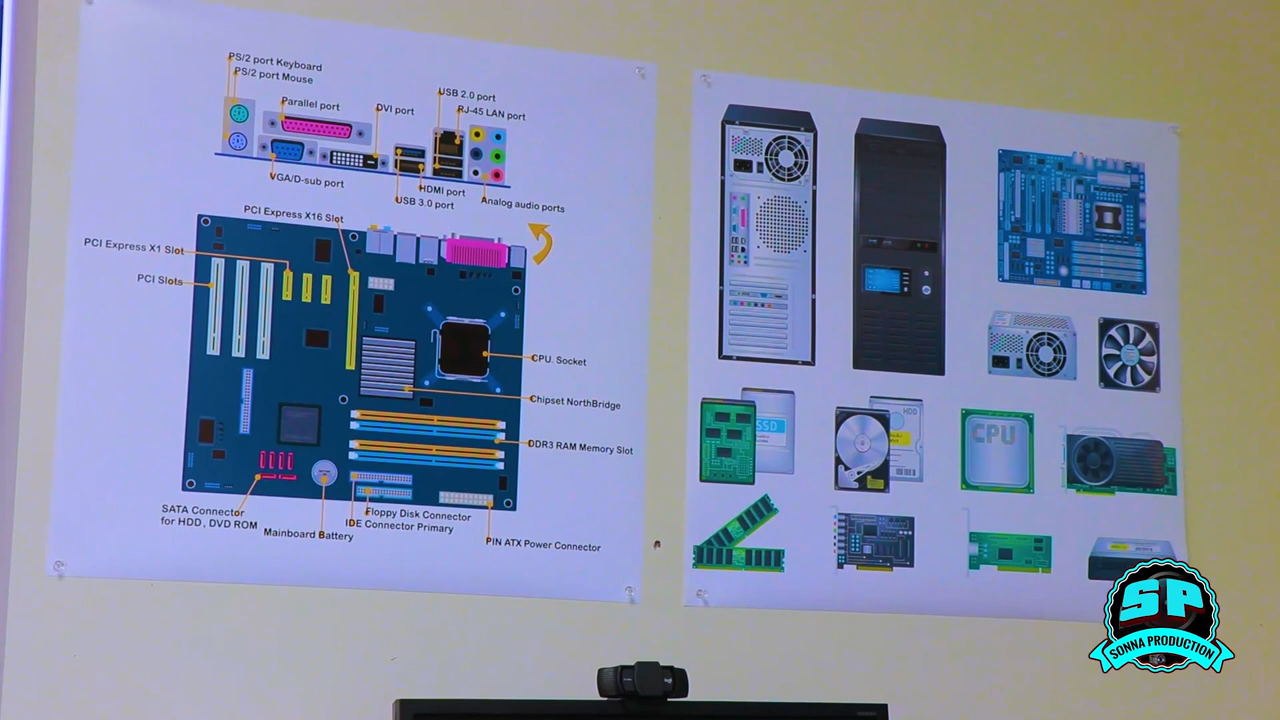 PS/2 port Keyboard
PS/2 port Mouse
Parallel port
DVI port
USB 2.0 port
RJ-45 LAN port
VGA/D-sub port
HDMI port
USB 3.0 port
Analog audio ports
PCI Express X16 Slot
PCI Express X1 Slot
PCI Slots
CPU. Socket
Chipset NorthBridge
DDR3 RAM Memory Slot
SATA Connector
for HDD, DVD ROM
Mainboard Battery
Floppy Disk Connector
IDE Connector Primary
PIN ATX Power Connector
SSD
HDD
CPU
SP
SONNA PRODUCTION